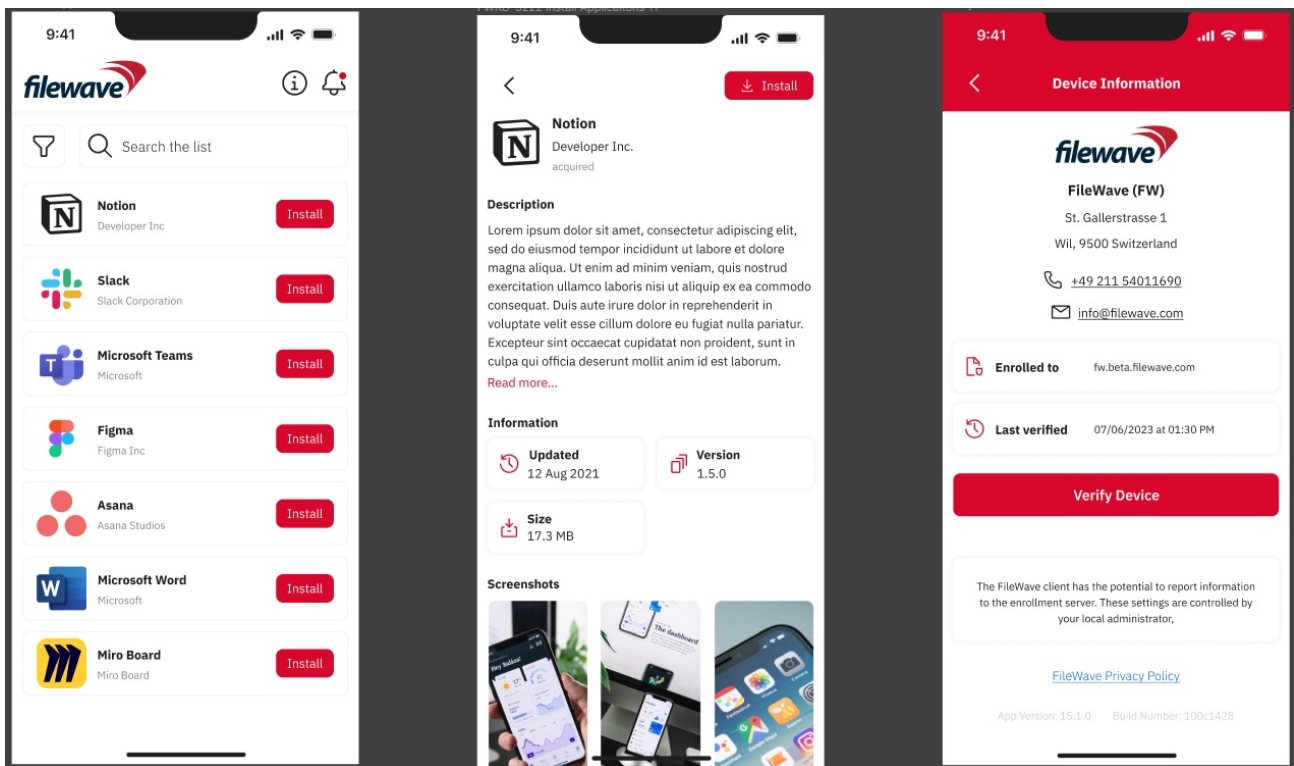 9:41
filewave
Search the list
Notion
Developer Inc
Install
Slack
Slack Corporation
Install
Microsoft Teams
Microsoft
Install
Figma
Figma Inc
Install
Asana
Asana Studios
Install
Microsoft Word
Microsoft
Install
Miro Board
Miro Board
Install
9:41
Install
Notion
Developer Inc.
acquired
Description
Lorem ipsum dolor sit amet, consectetur adipiscing elit,
sed do eiusmod tempor incididunt ut labore et dolore
magna aliqua. Ut enim ad minim veniam, quis nostrud
exercitation ullamco laboris nisi ut aliquip ex ea commodo
consequat. Duis aute irure dolor in reprehenderit in
voluptate velit esse cillum dolore eu fugiat nulla pariatur.
Excepteur sint occaecat cupidatat non proident, sunt in
culpa qui officia deserunt mollit anim id est laborum.
Read more...
Information
Updated
12 Aug 2021
Version
1.5.0
Size
17.3 MB
Screenshots
The dashboard
9:41
Device Information
filewave
FileWave (FW)
St. Gallerstrasse 1
Wil, 9500 Switzerland
+49 211 54011690
info@filewave.com
Enrolled to
fw.beta.filewave.com
Last verified
07/06/2023 at 01:30 PM
Verify Device
The FileWave client has the potential to report information
to the enrollment server. These settings are controlled by
your local administrator,
FileWave Privacy Policy
App Version: 15.1.0 Build Number: 100c1428